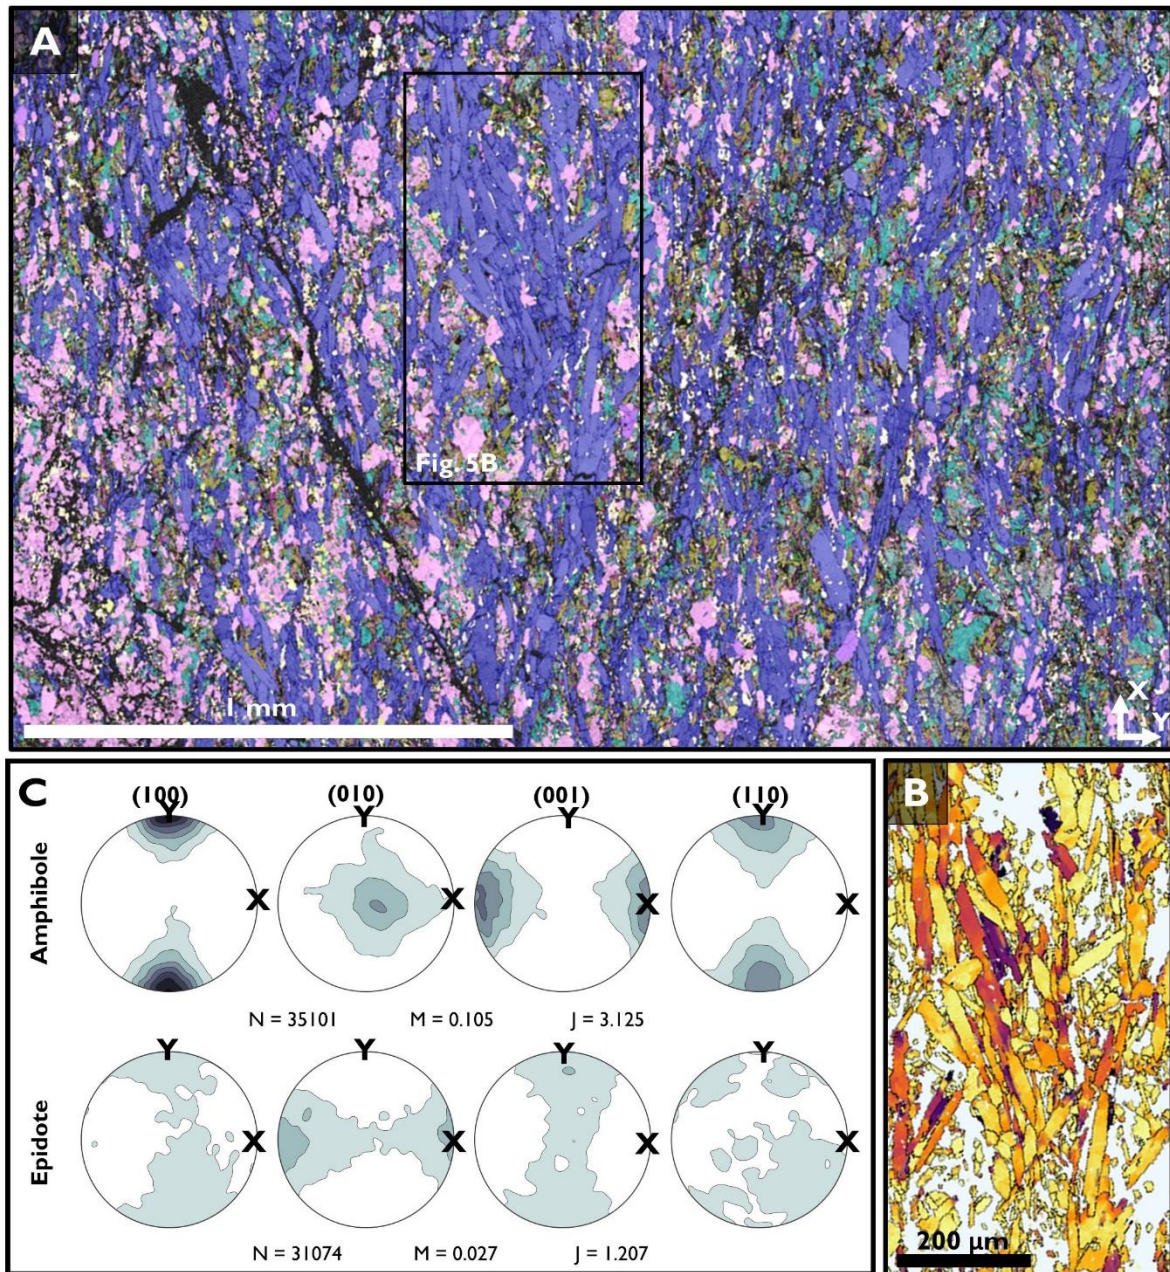 A
Fig. 5B
1 mm
X
Y
C
(100)
(010)
(001)
(110)
Amphibole
Y
X
Y
X
Y
X
Y
X
N = 35101
M = 0.105
J = 3.125
Epidote
Y
X
Y
X
Y
X
Y
X
N = 31074
M = 0.027
J = 1.207
B
200 µm